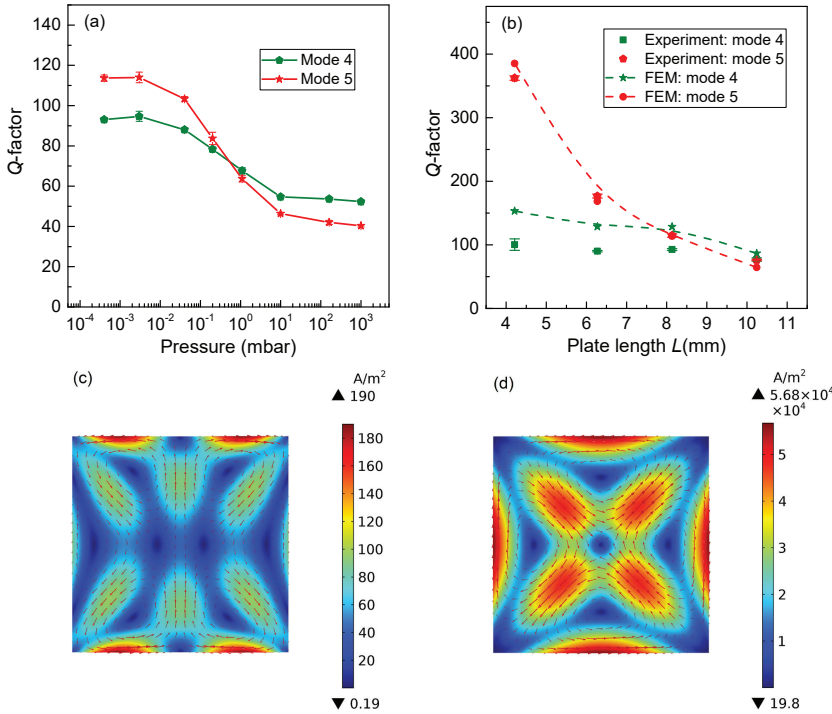 (a)
140
120
100
80
60
40
20
0
Q-factor
Mode 4
Mode 5
10⁻⁴ 10⁻³ 10⁻² 10⁻¹ 10⁰ 10¹ 10² 10³
Pressure (mbar)
(b)
400
300
200
100
0
Q-factor
Experiment: mode 4
Experiment: mode 5
FEM: mode 4
FEM: mode 5
4 5 6 7 8 9 10 11
Plate length L(mm)
(c)
A/m²
▲ 190
180
160
140
120
100
80
60
40
20
▼ 0.19
(d)
A/m²
▲ 5.68×10⁴
×10⁴
5
4
3
2
1
▼ 19.8